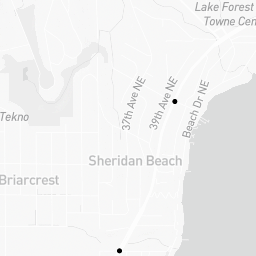 Lake Forest
Towne Cen
37th Ave NE
39th Ave NE
Beach Dr NE
Tekno
Sheridan Beach
Briarcrest